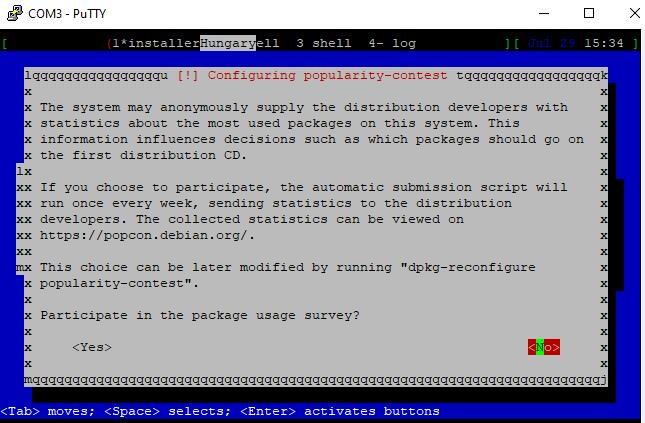 COM3 - PuTTY
[ (1*installerHungaryell 3 shell 4- log ][ Jul 29 15:34 ]
lqqqqqqqqqqqqqqqqqu [!] Configuring popularity-contest tqqqqqqqqqqqqqqqqqk
x x
x The system may anonymously supply the distribution developers with x
x statistics about the most used packages on this system. This x
x information influences decisions such as which packages should go on x
x the first distribution CD. x
lx x
xx If you choose to participate, the automatic submission script will x
xx run once every week, sending statistics to the distribution x
xx developers. The collected statistics can be viewed on x
xx https://popcon.debian.org/. x
xx x
mx This choice can be later modified by running "dpkg-reconfigure x
x popularity-contest". x
x x
x Participate in the package usage survey? x
x x
x <Yes> <No> x
x x
mqqqqqqqqqqqqqqqqqqqqqqqqqqqqqqqqqqqqqqqqqqqqqqqqqqqqqqqqqqqqqqqqqqqqqqqj
<Tab> moves; <Space> selects; <Enter> activates buttons